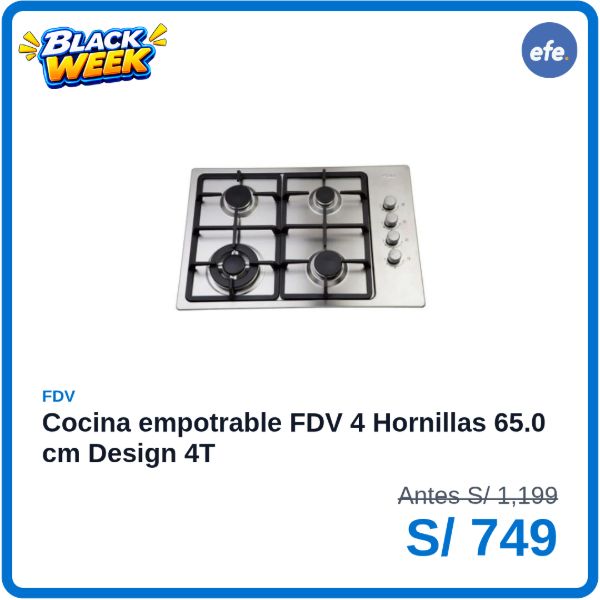 BLACK
WEEK
efe.
FDV
Cocina empotrable FDV 4 Hornillas 65.0
cm Design 4T
Antes S/ 1,199
S/ 749